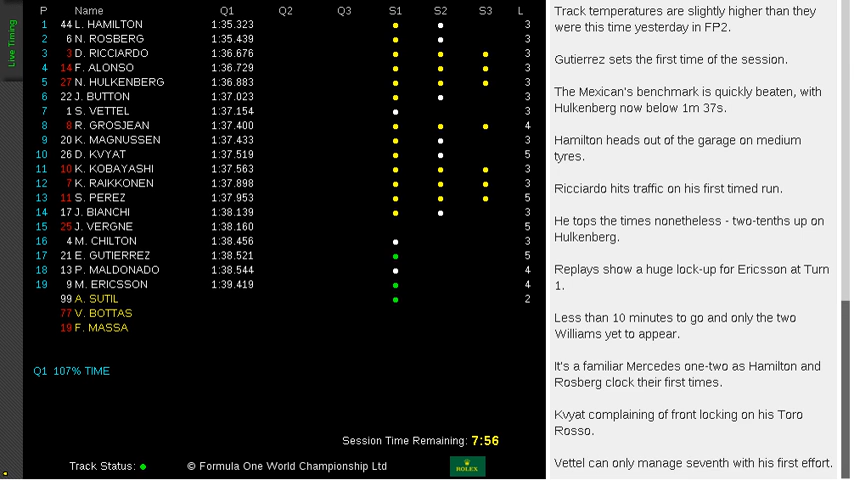 Live Timing
P Name Q1 Q2 Q3 S1 S2 S3 L
1 44 L. HAMILTON 1:35.323 3
2 6 N. ROSBERG 1:35.439 3
3 3 D. RICCIARDO 1:36.676 3
4 14 F. ALONSO 1:36.729 3
5 27 N. HULKENBERG 1:36.883 3
6 22 J. BUTTON 1:37.023 3
7 1 S. VETTEL 1:37.154 3
8 8 R. GROSJEAN 1:37.400 4
9 20 K. MAGNUSSEN 1:37.433 3
10 26 D. KVYAT 1:37.519 5
11 10 K. KOBAYASHI 1:37.563 3
12 7 K. RAIKKONEN 1:37.898 3
13 11 S. PEREZ 1:37.953 5
14 17 J. BIANCHI 1:38.139 3
15 25 J. VERGNE 1:38.160 5
16 4 M. CHILTON 1:38.456 3
17 21 E. GUTIERREZ 1:38.521 5
18 13 P. MALDONADO 1:38.544 4
19 9 M. ERICSSON 1:39.419 4
99 A. SUTIL 2
77 V. BOTTAS
19 F. MASSA
Q1 107% TIME
Session Time Remaining: 7:56
Track Status: © Formula One World Championship Ltd ROLEX
Track temperatures are slightly higher than they
were this time yesterday in FP2.
Gutierrez sets the first time of the session.
The Mexican's benchmark is quickly beaten, with
Hulkenberg now below 1m 37s.
Hamilton heads out of the garage on medium
tyres.
Ricciardo hits traffic on his first timed run.
He tops the times nonetheless - two-tenths up on
Hulkenberg.
Replays show a huge lock-up for Ericsson at Turn
1.
Less than 10 minutes to go and only the two
Williams yet to appear.
It's a familiar Mercedes one-two as Hamilton and
Rosberg clock their first times.
Kvyat complaining of front locking on his Toro
Rosso.
Vettel can only manage seventh with his first effort.